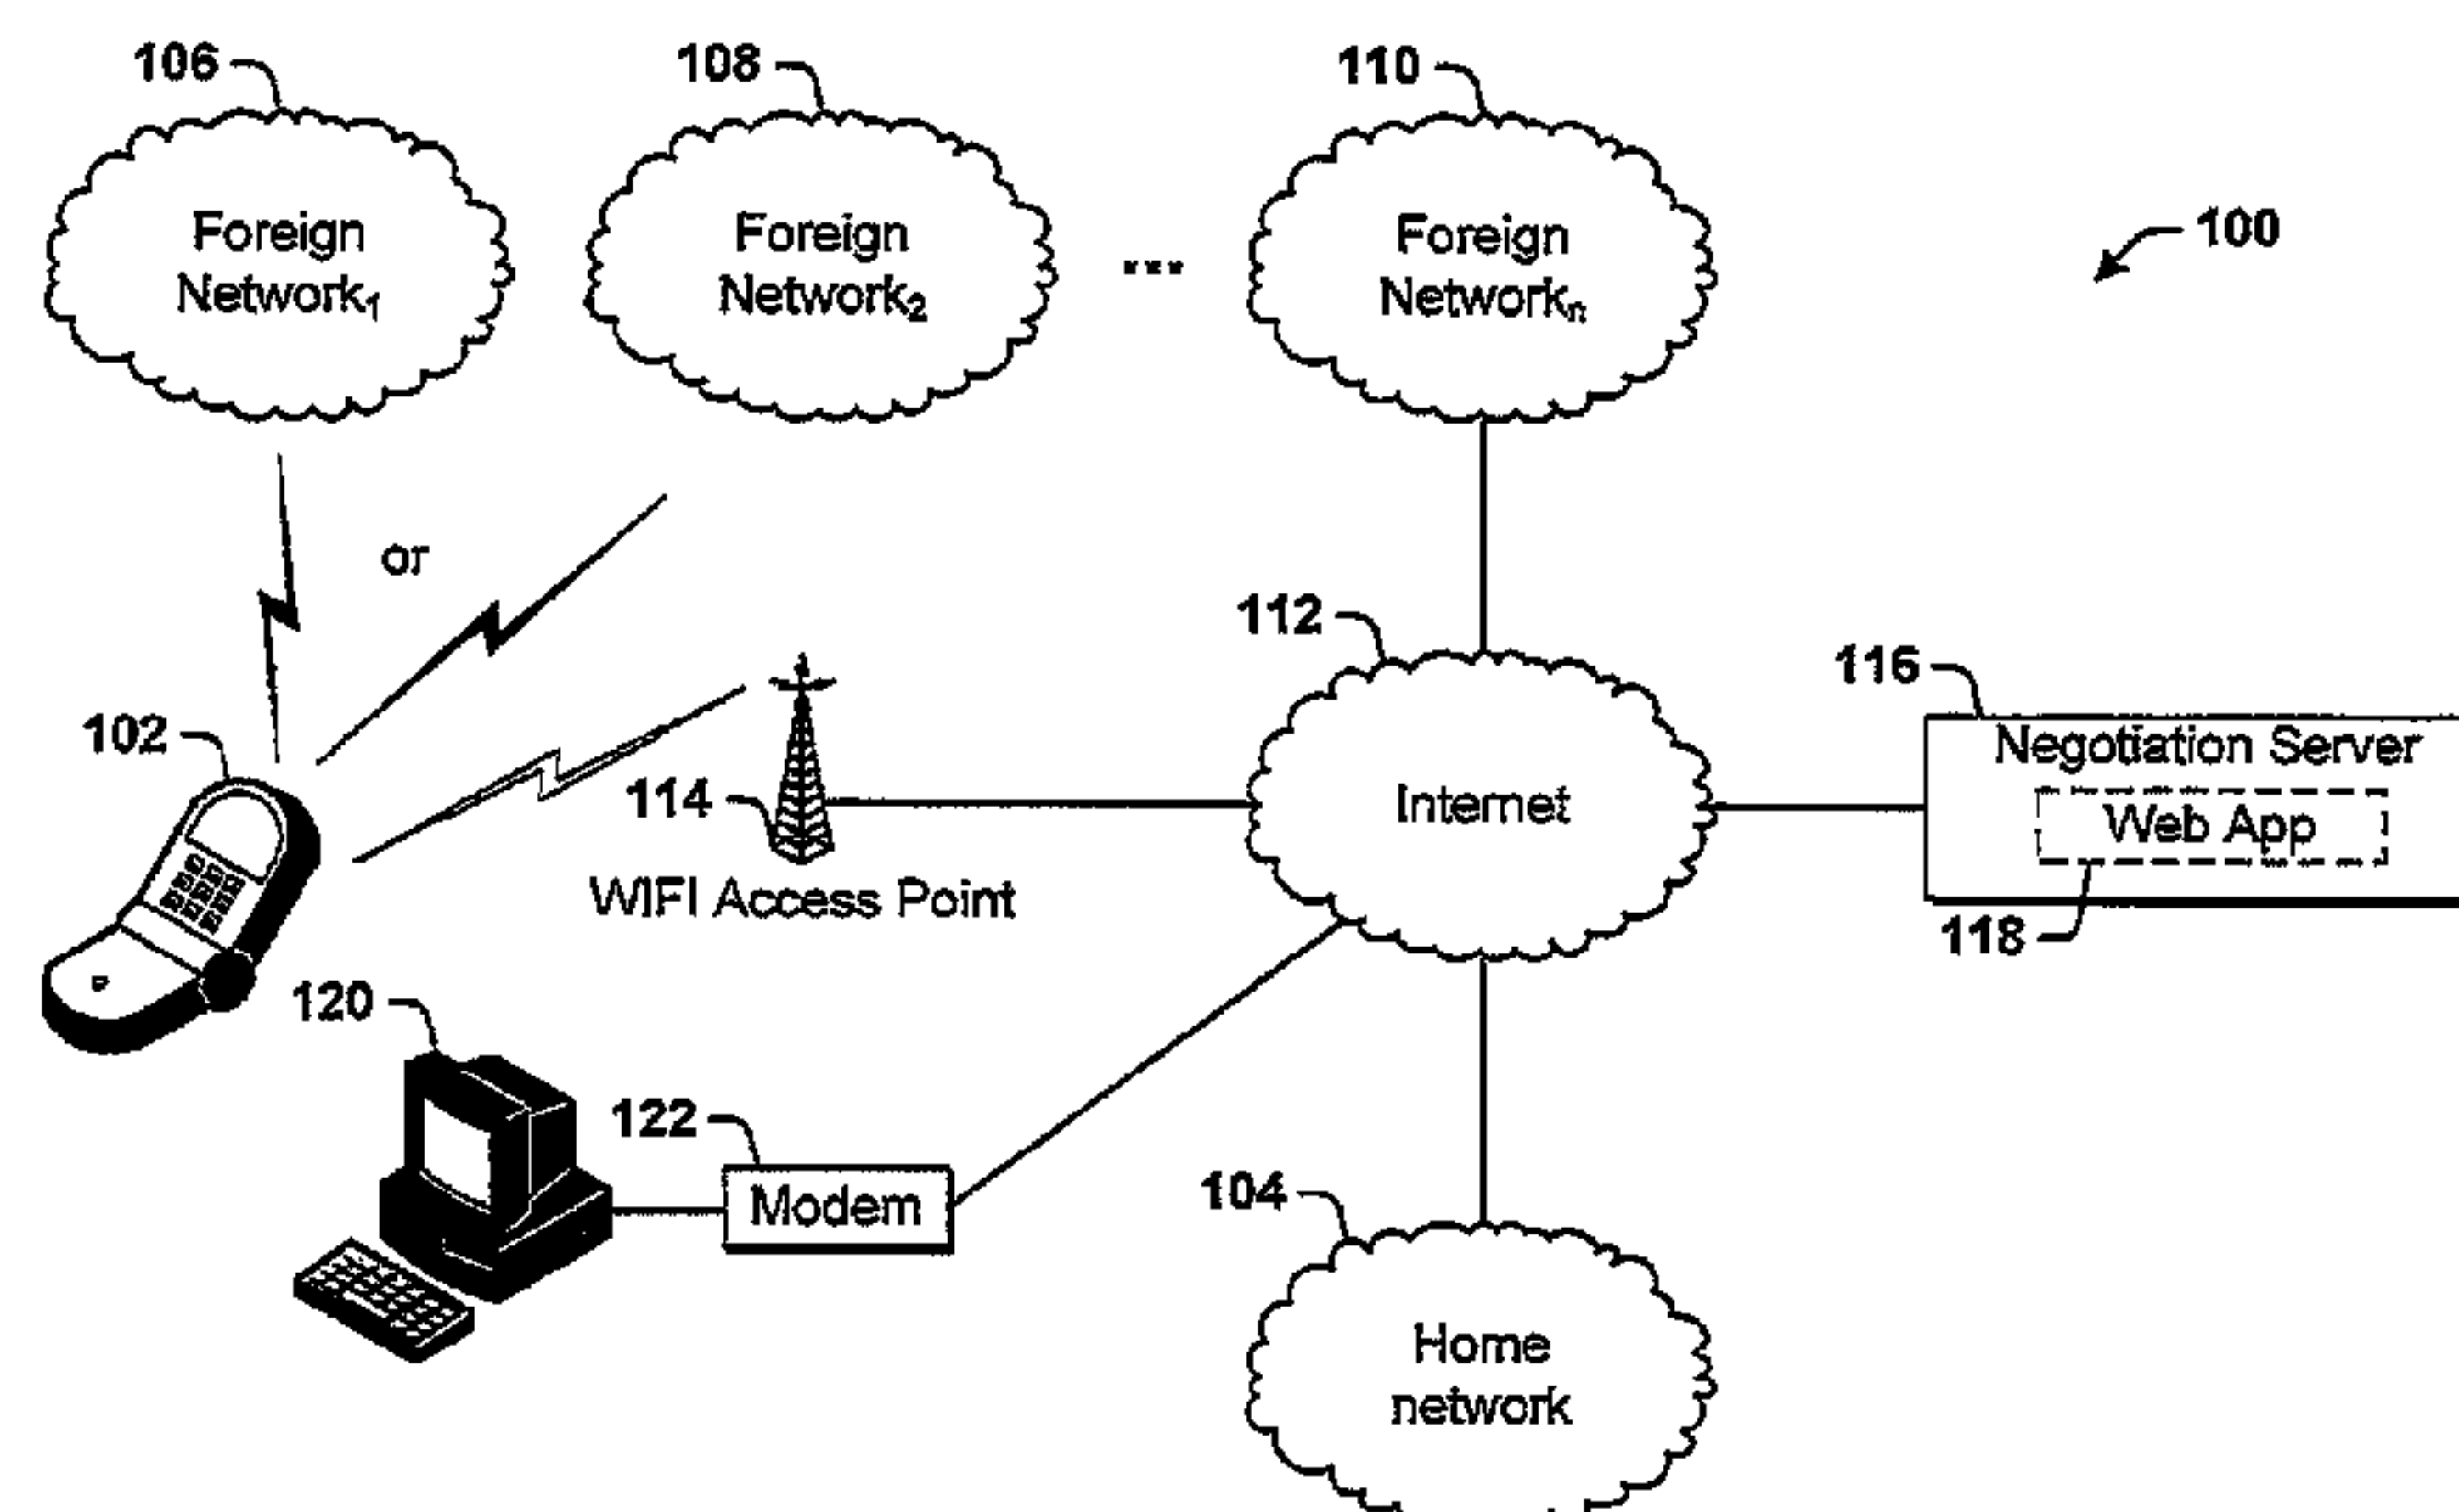 106
108
110
Foreign
Network₁
Foreign
Network₂
...
Foreign
Networkₙ
100
or
112
116
102
Negotiation Server
114
Internet
Web App
WIFI Access Point
118
120
122
Modem
104
Home
network